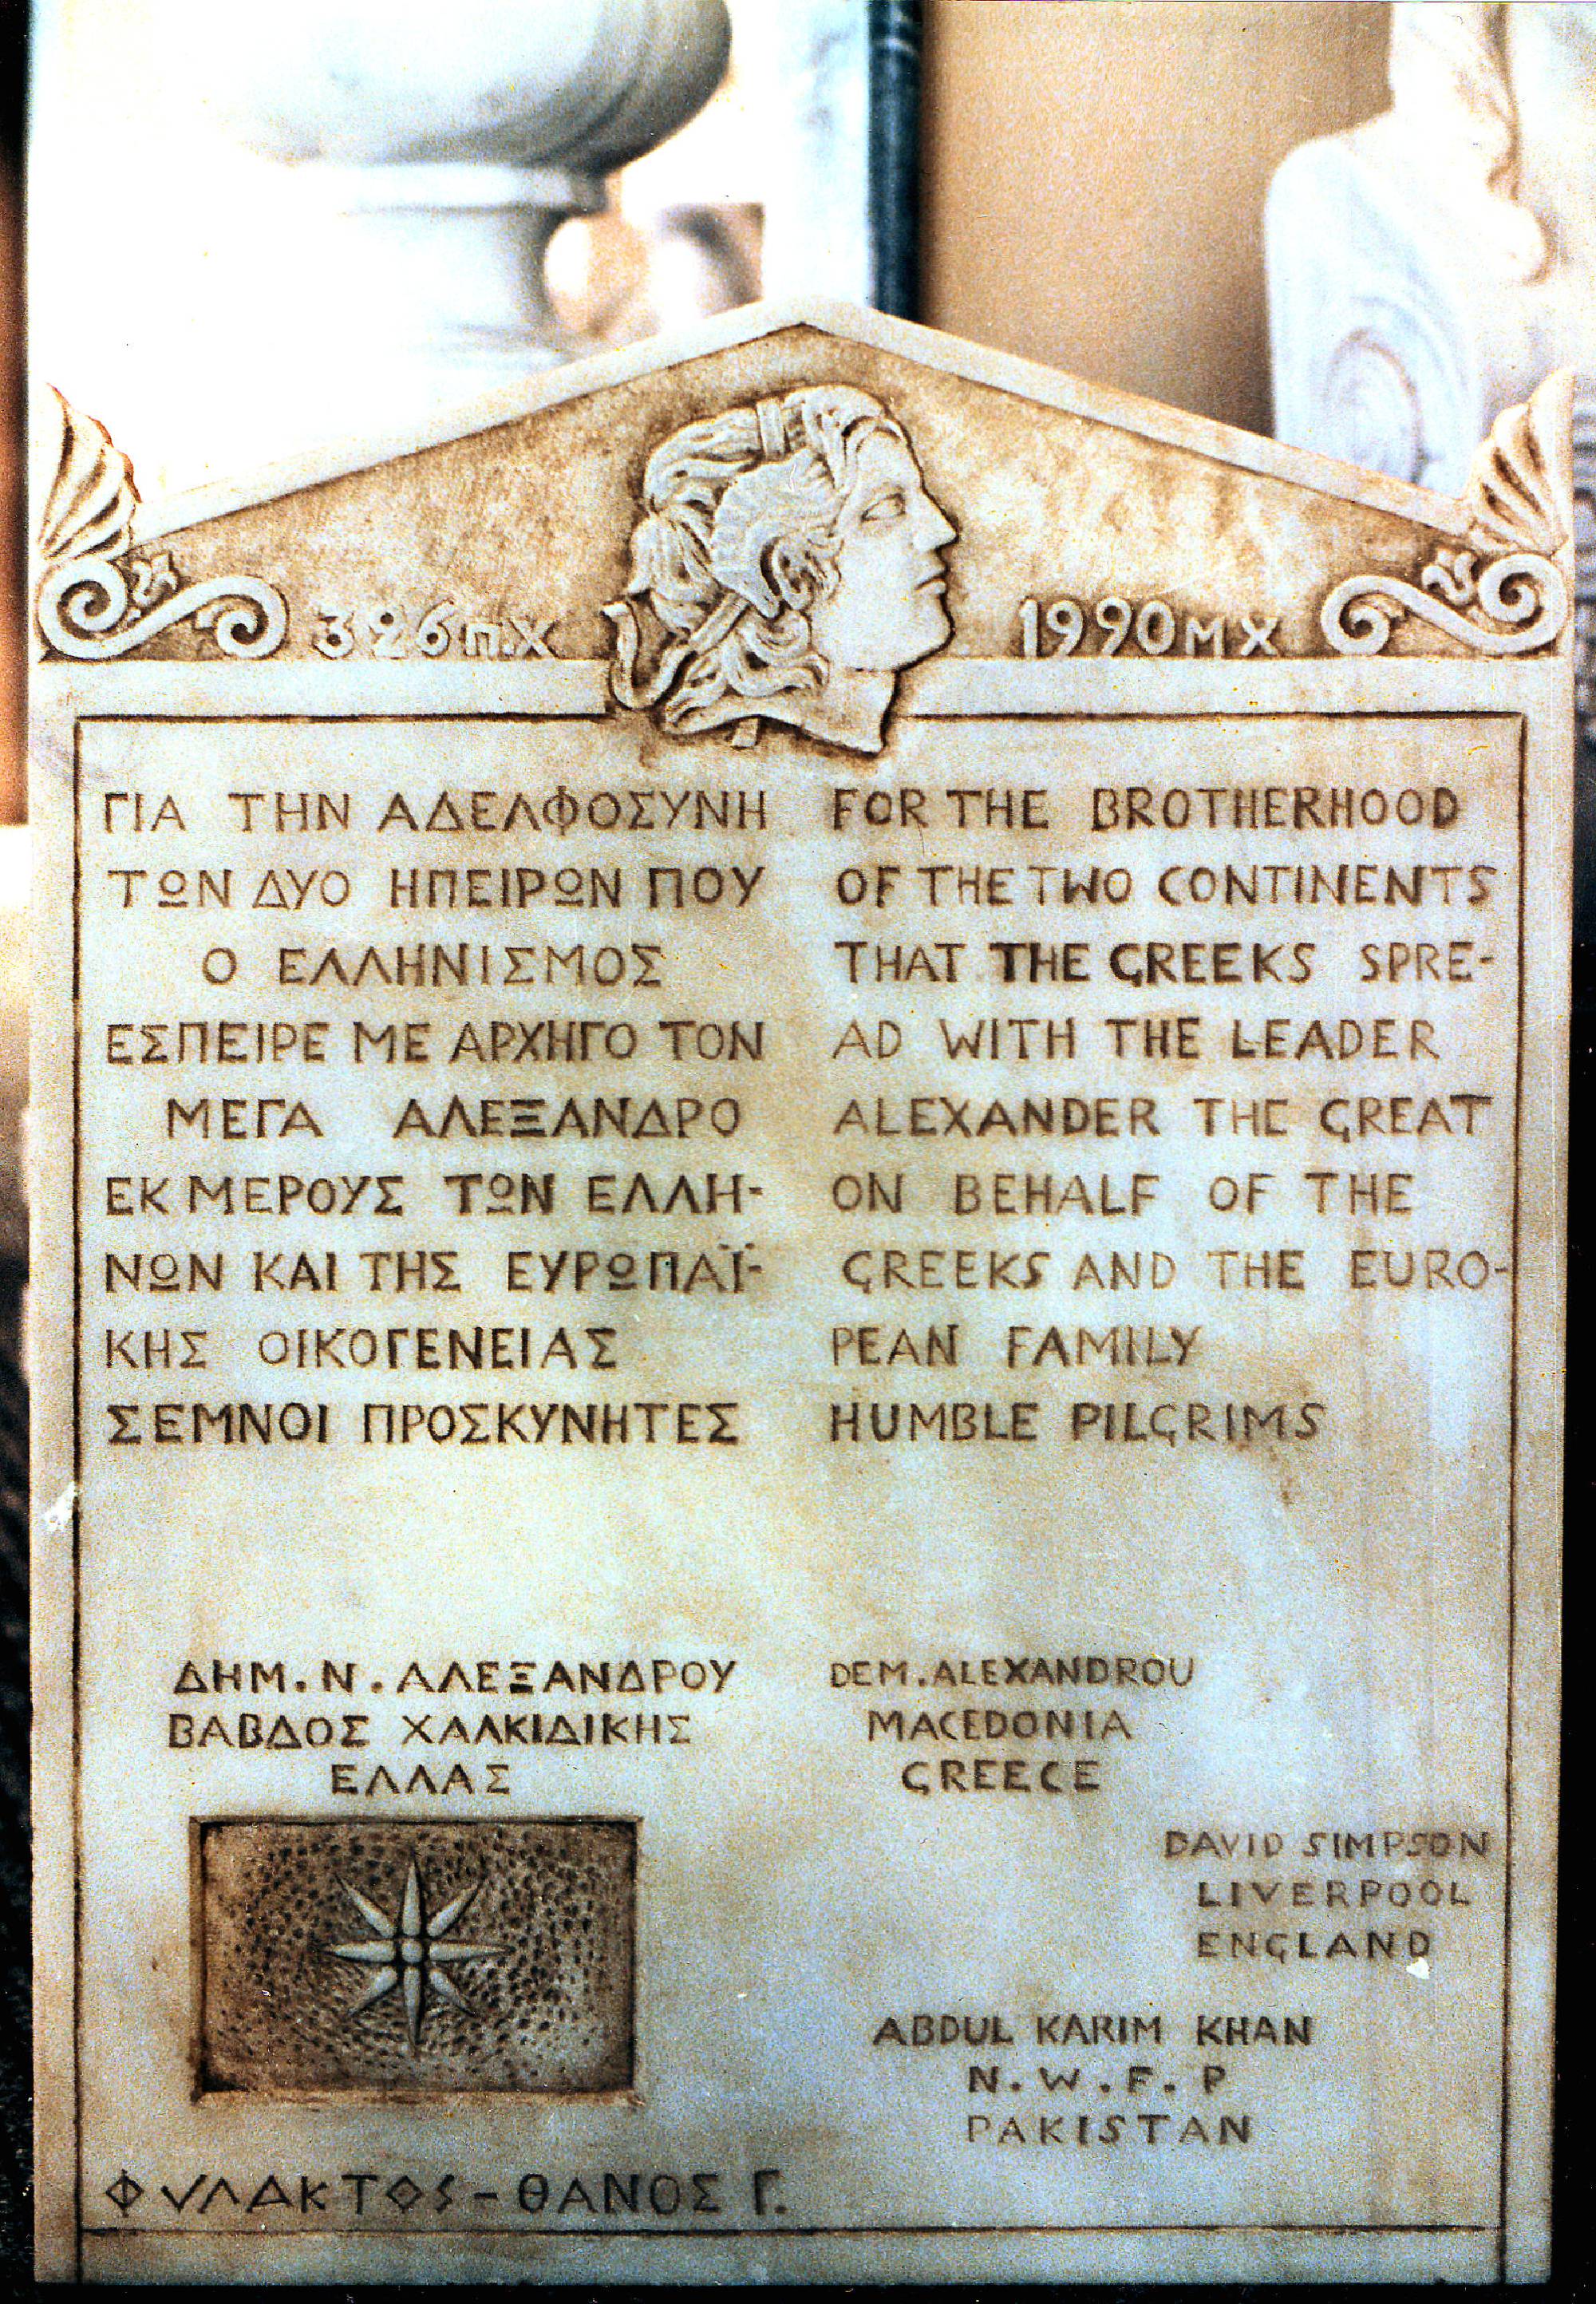 326 π Χ
1990 Μ Χ
ΓΙΑ ΤΗΝ ΑΔΕΛΦΟΣΥΝΗ
ΤΩΝ ΔΥΟ ΗΠΕΙΡΩΝ ΠΟΥ
Ο ΕΛΛΗΝΙΣΜΟΣ
ΕΣΠΕΙΡΕ ΜΕ ΑΡΧΗΓΟ ΤΟΝ
ΜΕΓΑ ΑΛΕΞΑΝΔΡΟ
ΕΚ ΜΕΡΟΥΣ ΤΩΝ ΕΛΛΗ-
ΝΩΝ ΚΑΙ ΤΗΣ ΕΥΡΩΠΑΪ-
ΚΗΣ ΟΙΚΟΓΕΝΕΙΑΣ
ΣΕΜΝΟΙ ΠΡΟΣΚΥΝΗΤΕΣ
FOR THE BROTHERHOOD
OF THE TWO CONTINENTS
THAT THE GREEKS SPRE-
AD WITH THE LEADER
ALEXANDER THE GREAT
ON BEHALF OF THE
GREEKS AND THE EURO-
PEAN FAMILY
HUMBLE PILGRIMS
ΔΗΜ. Ν. ΑΛΕΞΑΝΔΡΟΥ
ΒΑΒΔΟΣ ΧΑΛΚΙΔΙΚΗΣ
ΕΛΛΑΣ
DEM. ALEXANDROU
MACEDONIA
GREECE
DAVID SIMPSON
LIVERPOOL
ENGLAND
ABDUL KARIM KHAN
N. W. F. P
PAKISTAN
ΦΥΛΑΚΤΟΣ - ΘΑΝΟΣ Γ.